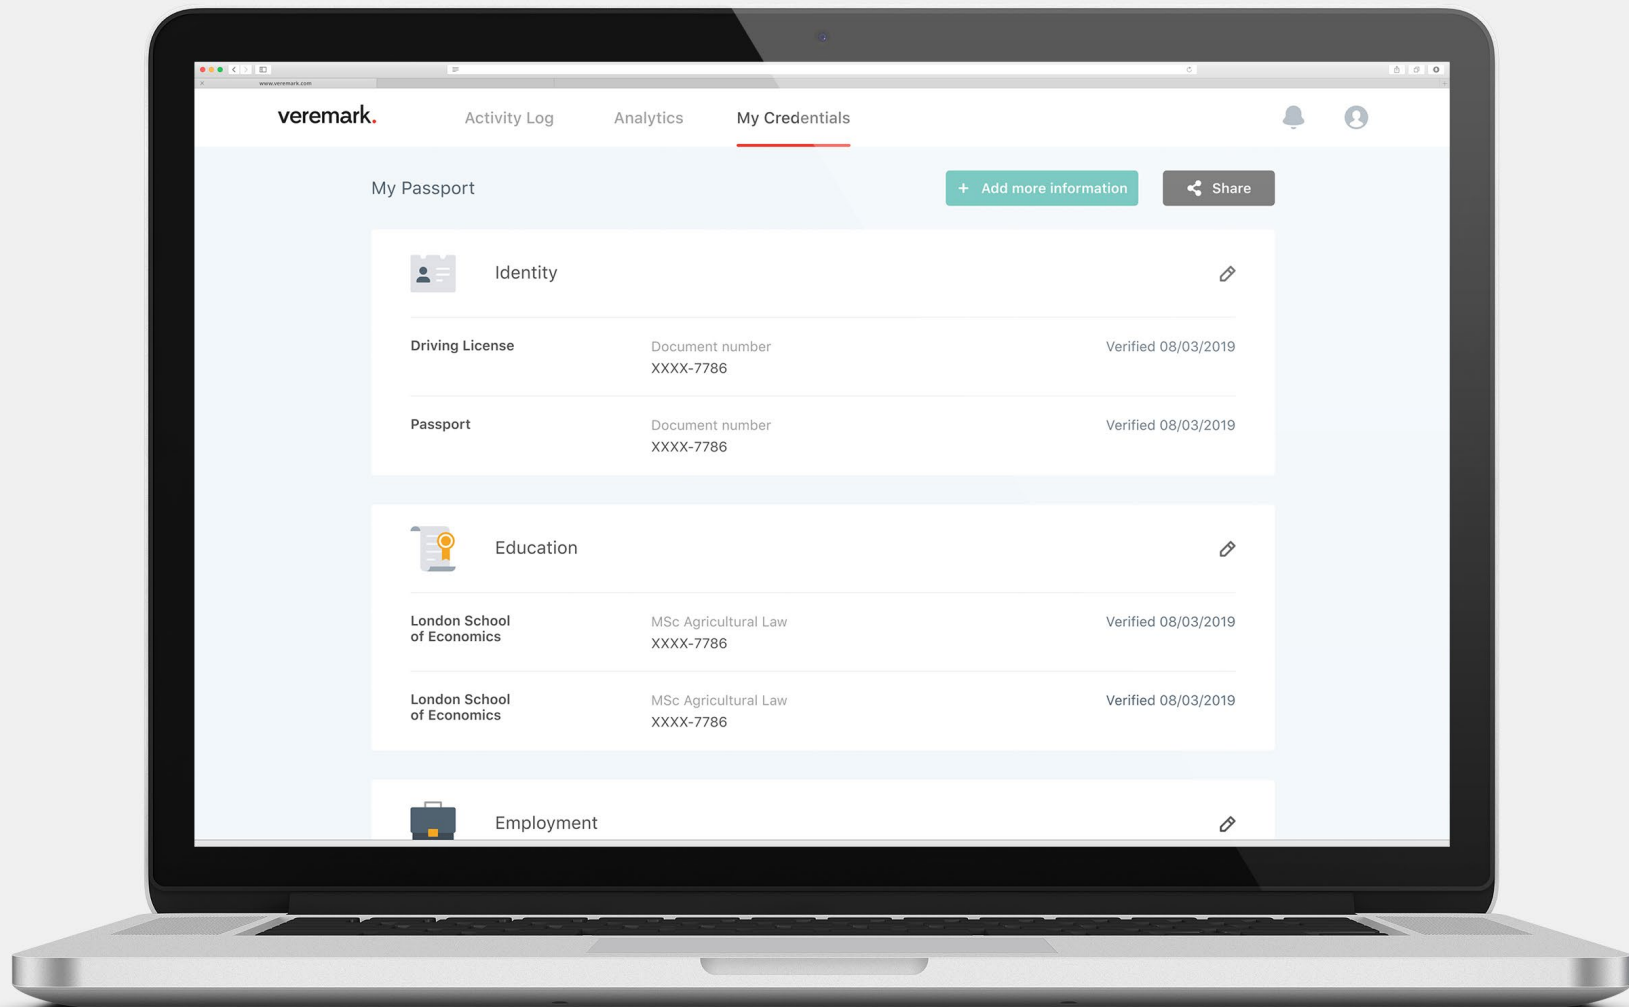 www.veremark.com
veremark.
Activity Log
Analytics
My Credentials
My Passport
+ Add more information
Share
Identity
Driving License
Document number
XXXX-7786
Verified 08/03/2019
Passport
Document number
XXXX-7786
Verified 08/03/2019
Education
London School
of Economics
MSc Agricultural Law
XXXX-7786
Verified 08/03/2019
London School
of Economics
MSc Agricultural Law
XXXX-7786
Verified 08/03/2019
Employment